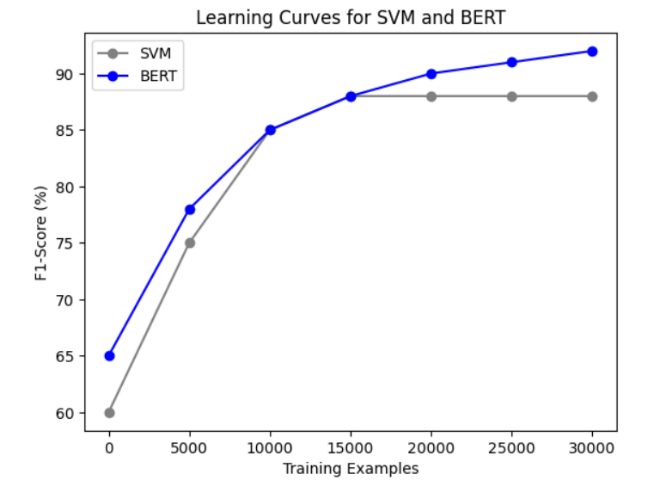 Learning Curves for SVM and BERT
SVM
BERT
F1-Score (%)
90
85
80
75
70
65
60
0 5000 10000 15000 20000 25000 30000
Training Examples